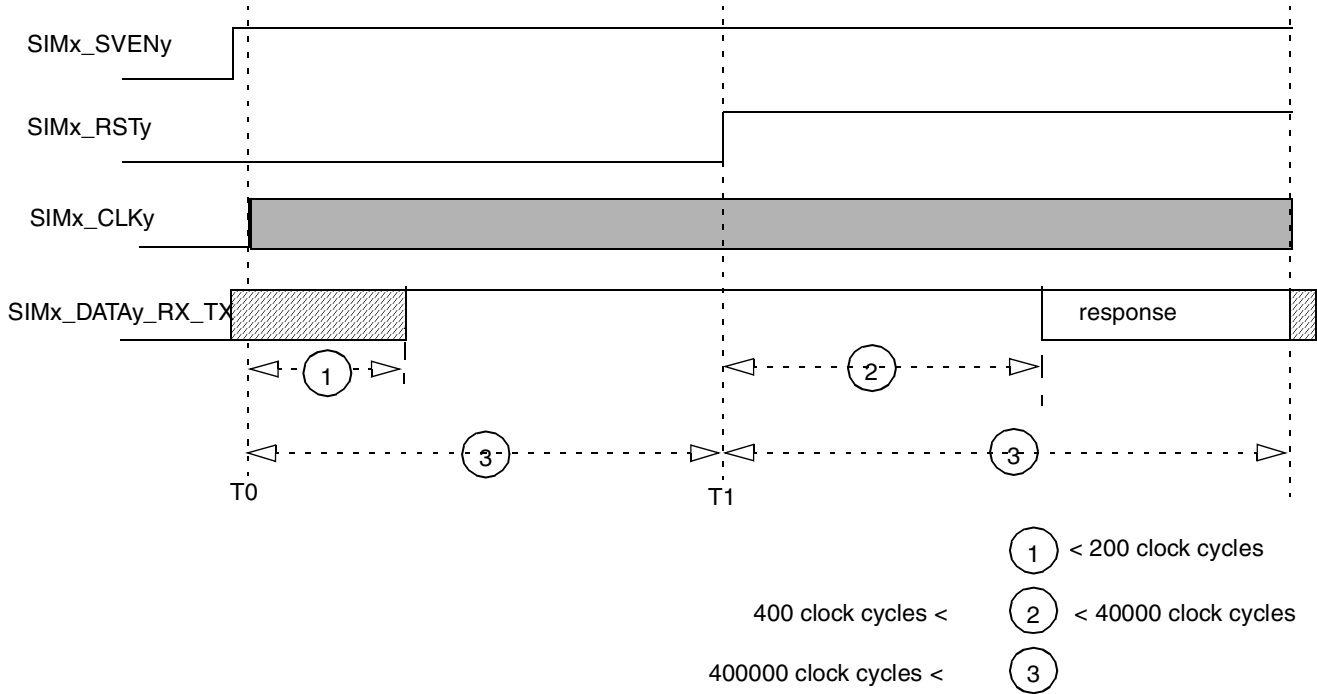 SIMx_SVENy
SIMx_RSTy
SIMx_CLKy
SIMx_DATAy_RX_TX
response
1
2
3
3
T0
T1
1 < 200 clock cycles
400 clock cycles < 2 < 40000 clock cycles
400000 clock cycles < 3